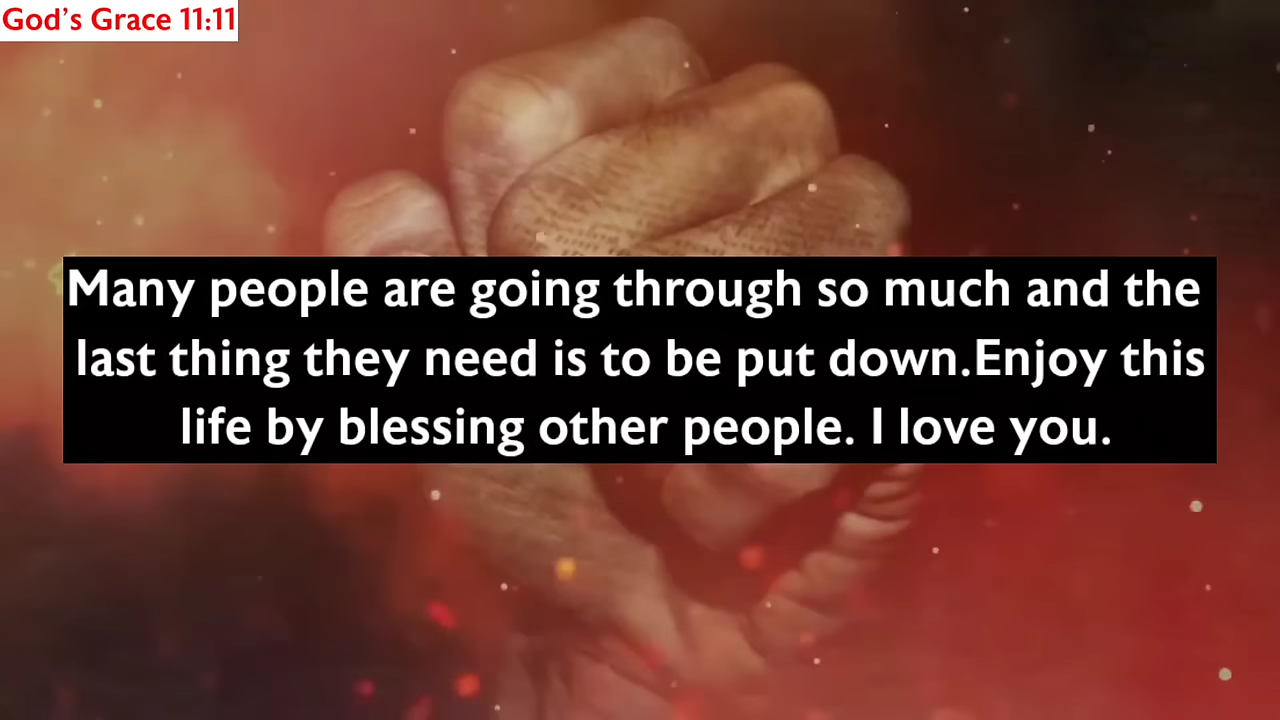 God's Grace 11:11
Many people are going through so much and the
last thing they need is to be put down.Enjoy this
life by blessing other people. I love you.